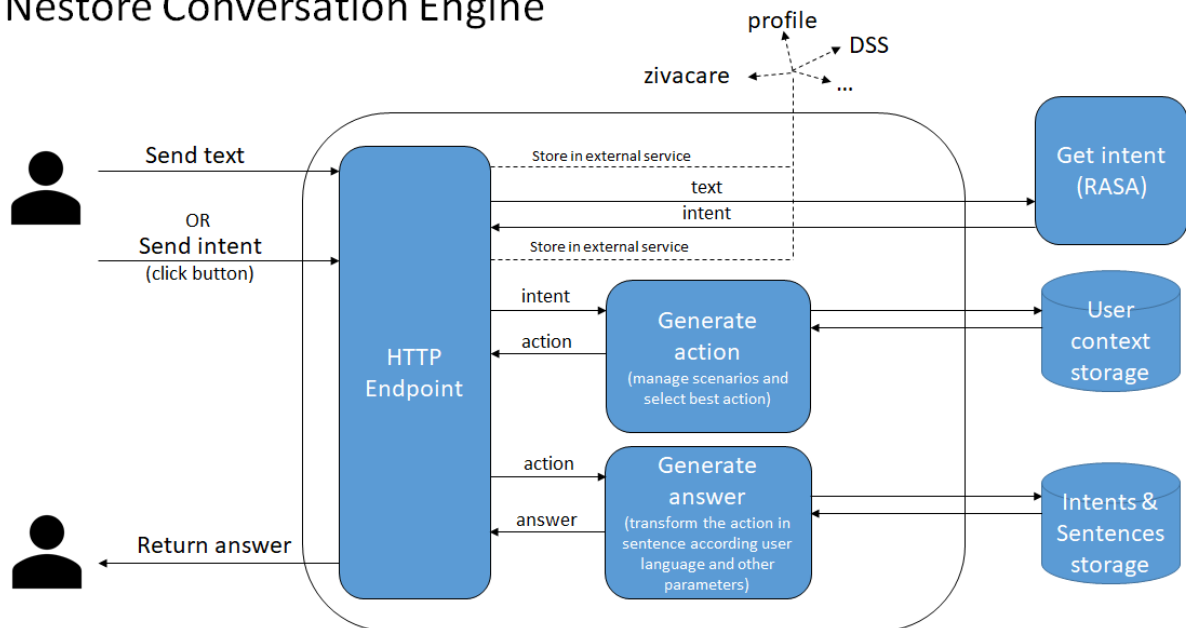 Nestore Conversation Engine
profile
DSS
zivacare
...
Send text
Store in external service
Get intent
(RASA)
text
OR
intent
Send intent
Store in external service
(click button)
intent
Generate
action
(manage scenarios and
select best action)
User
context
storage
action
HTTP
Endpoint
action
Generate
answer
(transform the action in
sentence according user
language and other
parameters)
answer
Intents &
Sentences
storage
Return answer